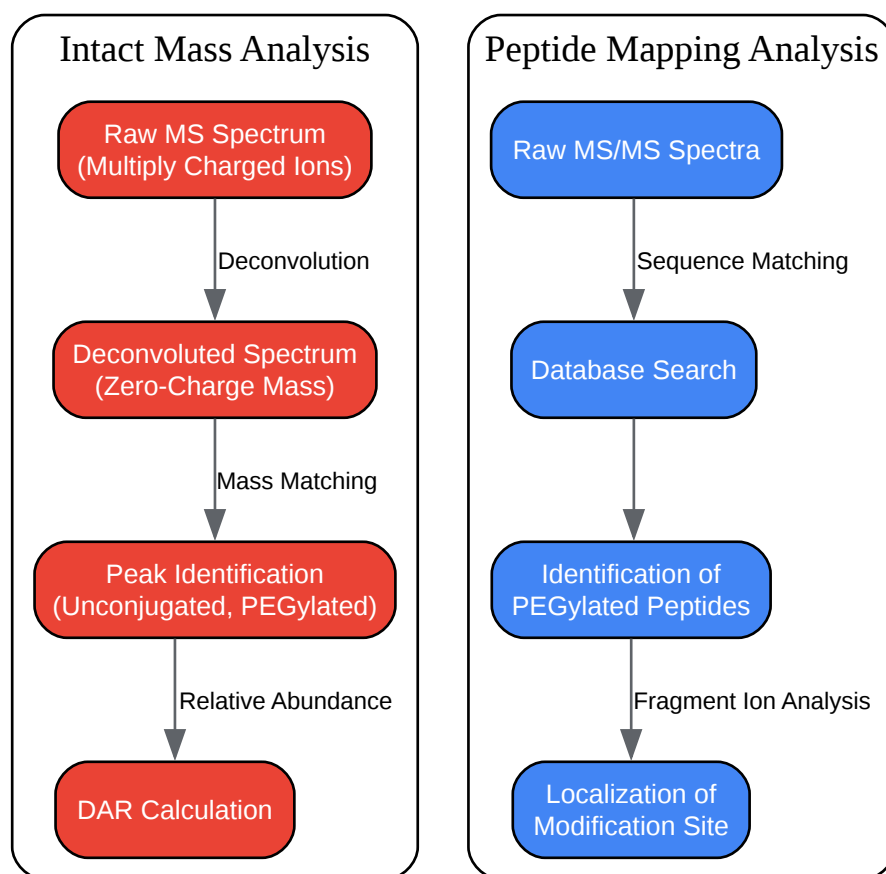 Intact Mass Analysis
Raw MS Spectrum
(Multiply Charged Ions)
Deconvolution
Deconvoluted Spectrum
(Zero-Charge Mass)
Mass Matching
Peak Identification
(Unconjugated, PEGylated)
Relative Abundance
DAR Calculation
Peptide Mapping Analysis
Raw MS/MS Spectra
Sequence Matching
Database Search
Identification of
PEGylated Peptides
Fragment Ion Analysis
Localization of
Modification Site